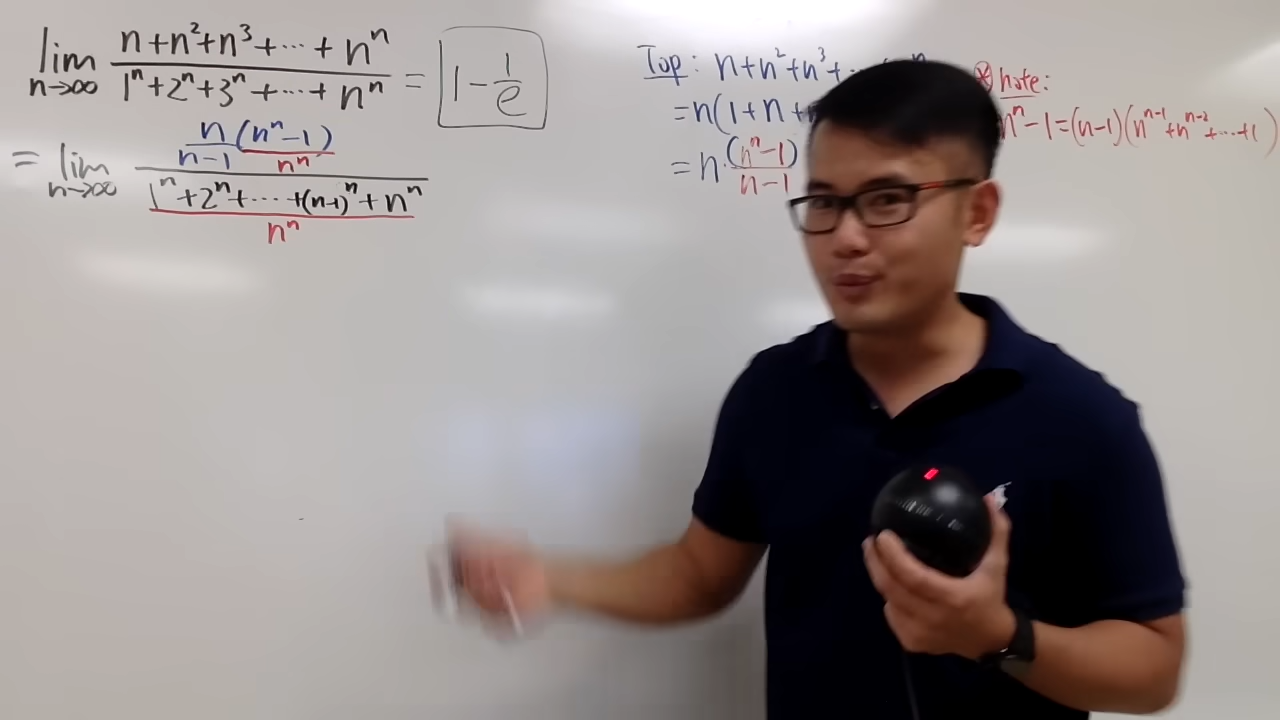 lim n→∞ (n+n²+n³+⋯+nⁿ)/(1ⁿ+2ⁿ+3ⁿ+⋯+nⁿ) = 1-1/e
= lim n→∞ (n/(n-1) (nⁿ-1)/nⁿ)/((1ⁿ+2ⁿ+⋯+(n-1)ⁿ+nⁿ)/nⁿ)
Top: n+n²+n³+
=n(1+n+
=n·(nⁿ-1)/(n-1)
* note:
nⁿ-1=(n-1)(nⁿ⁻¹+nⁿ⁻²+⋯+1)